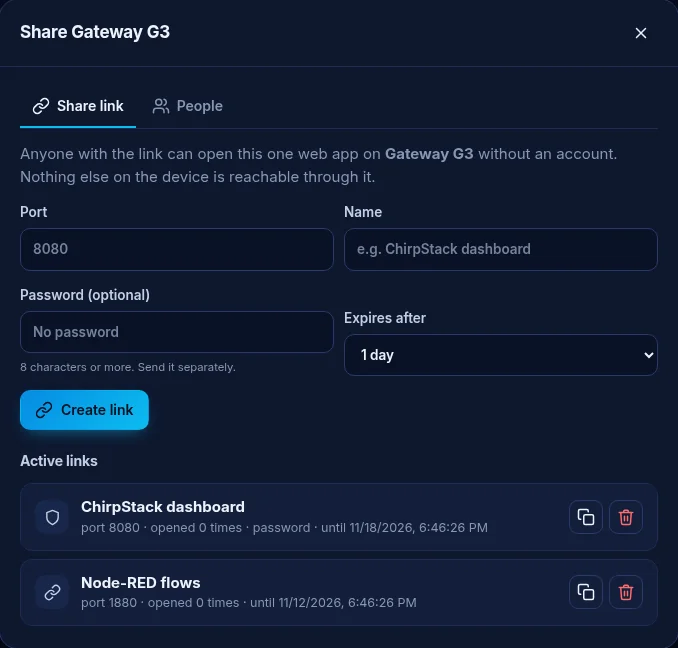 Share Gateway G3
Share link
People
Anyone with the link can open this one web app on Gateway G3 without an account.
Nothing else on the device is reachable through it.
Port
Name
8080
e.g. ChirpStack dashboard
Password (optional)
Expires after
No password
1 day
8 characters or more. Send it separately.
Create link
Active links
ChirpStack dashboard
port 8080 · opened 0 times · password · until 11/18/2026, 6:46:26 PM
Node-RED flows
port 1880 · opened 0 times · until 11/12/2026, 6:46:26 PM